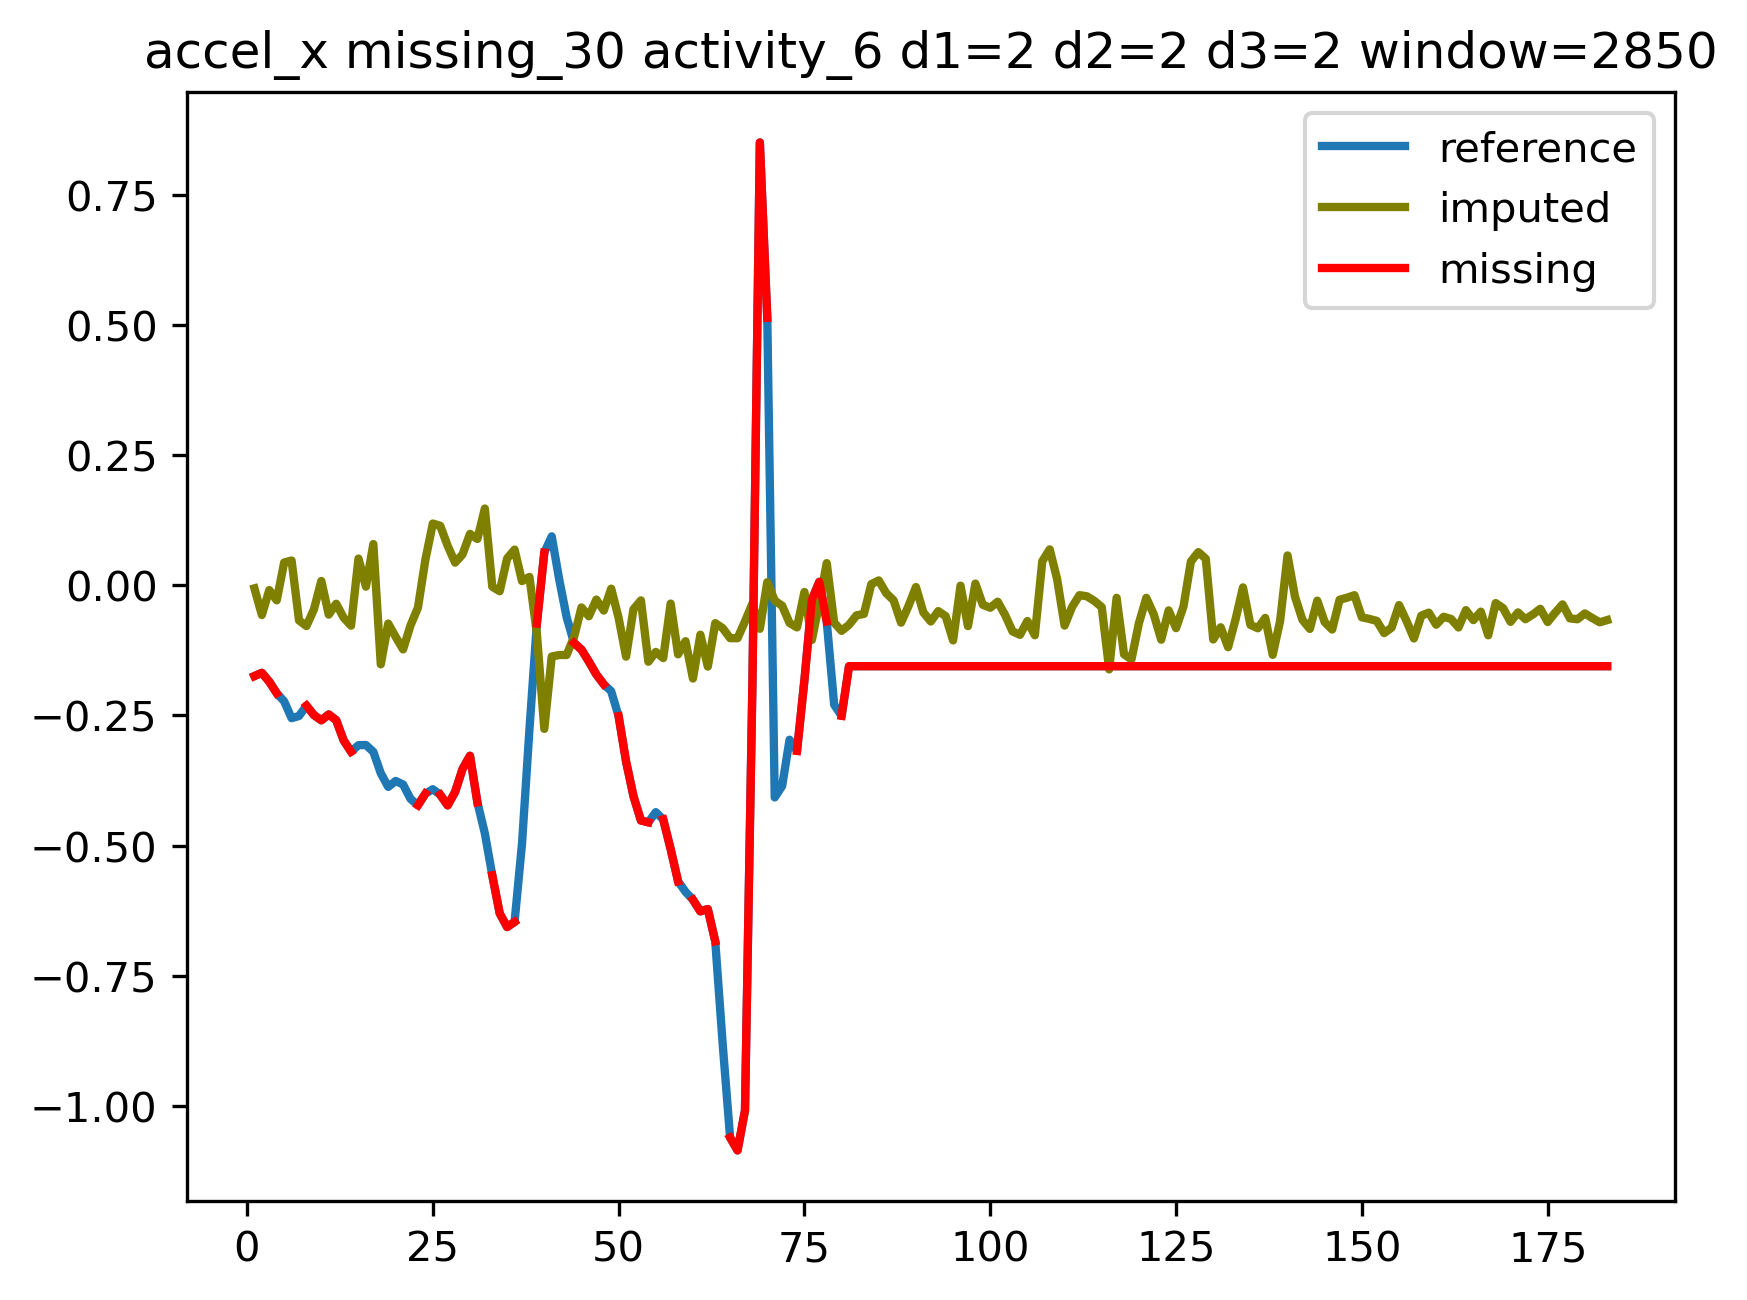 accel_x missing_30 activity_6 d1=2 d2=2 d3=2 window=2850
reference
imputed
missing
0.75
0.50
0.25
0.00
−0.25
−0.50
−0.75
−1.00
0 25 50 75 100 125 150 175